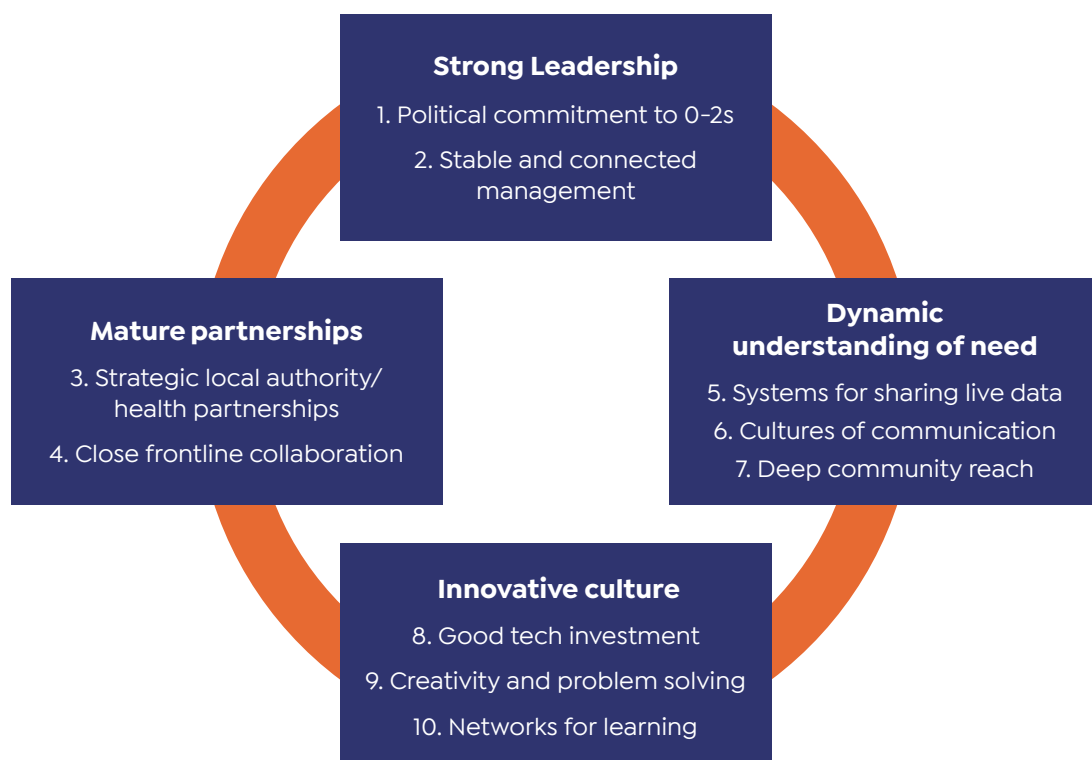 Strong Leadership
1. Political commitment to 0-2s
2. Stable and connected
management
Mature partnerships
3. Strategic local authority/
health partnerships
4. Close frontline collaboration
Dynamic
understanding of need
5. Systems for sharing live data
6. Cultures of communication
7. Deep community reach
Innovative culture
8. Good tech investment
9. Creativity and problem solving
10. Networks for learning